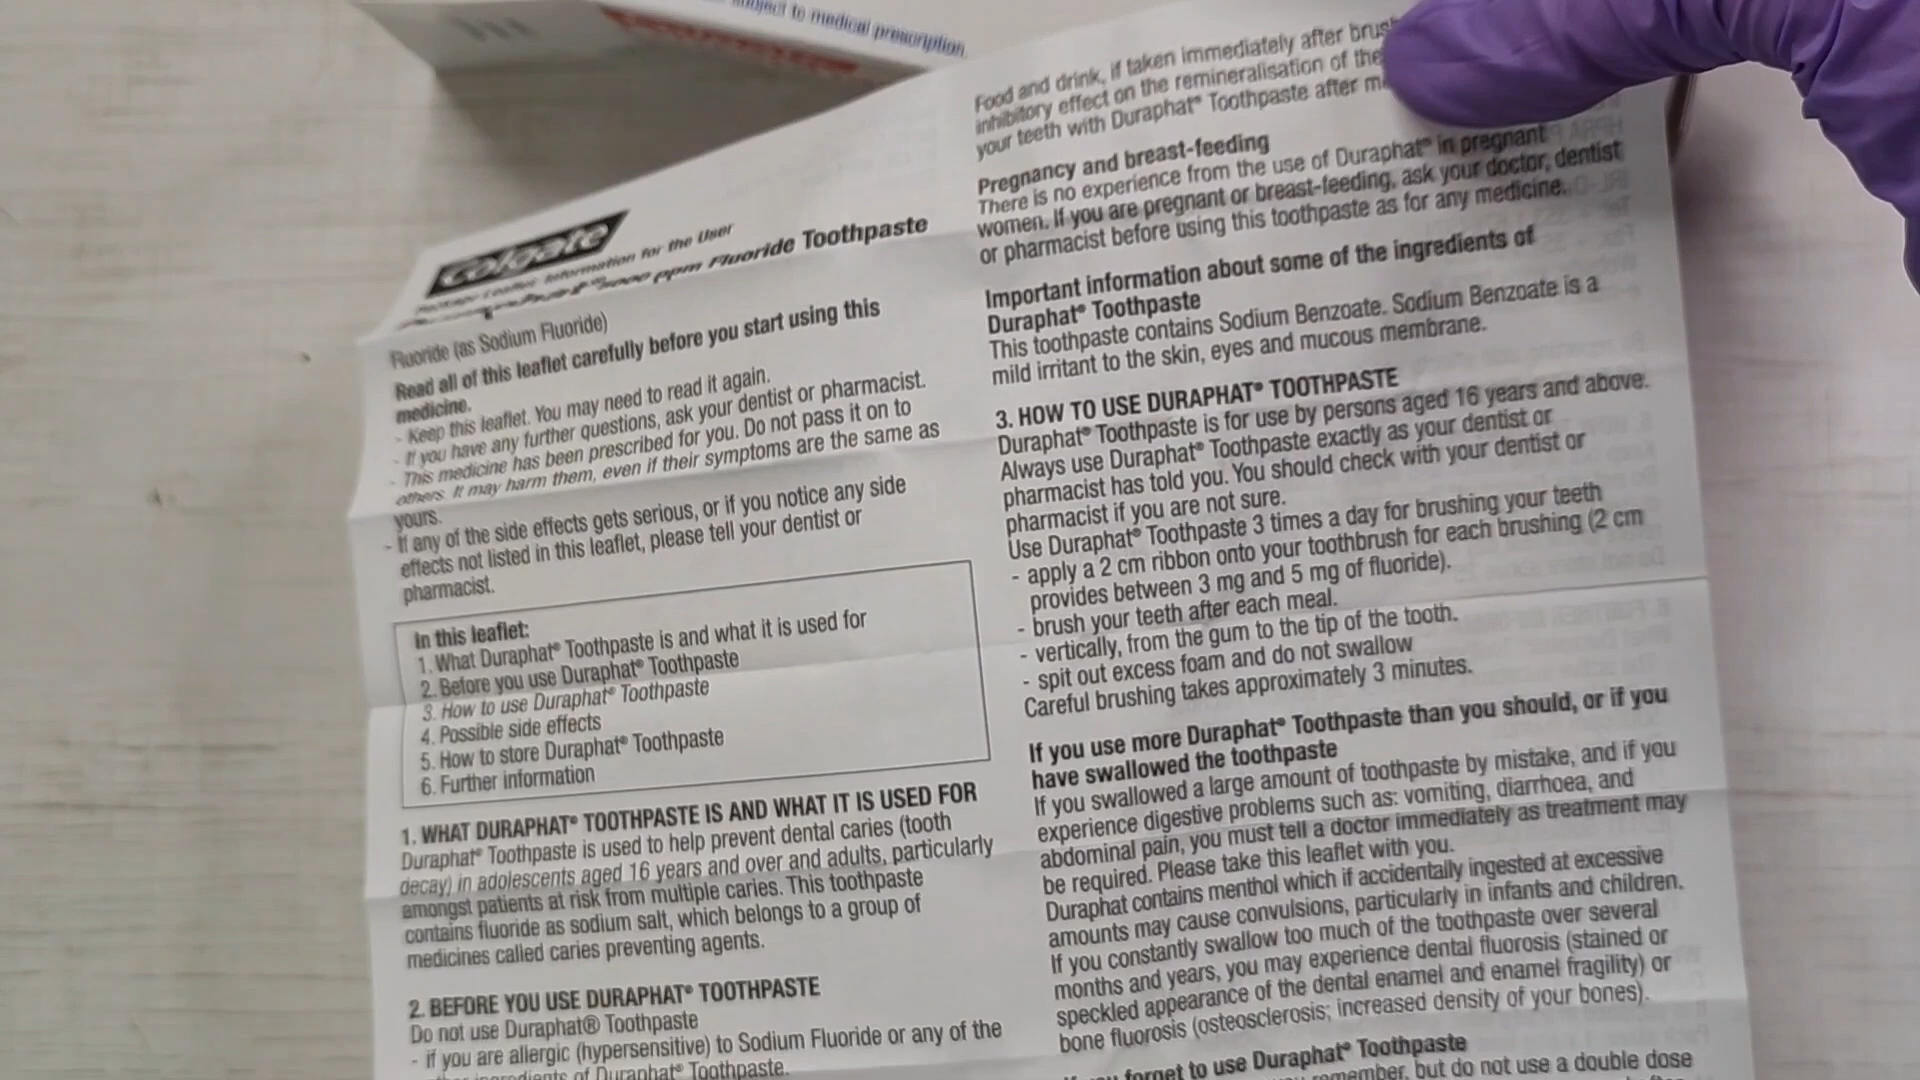 subject to medical prescription
Colgate
Package Leaflet: Information for the User
5000 ppm Fluoride Toothpaste
Fluoride (as Sodium Fluoride)
Read all of this leaflet carefully before you start using this
medicine.
- Keep this leaflet. You may need to read it again.
- If you have any further questions, ask your dentist or pharmacist.
- This medicine has been prescribed for you. Do not pass it on to
others. It may harm them, even if their symptoms are the same as
yours.
- If any of the side effects gets serious, or if you notice any side
effects not listed in this leaflet, please tell your dentist or
pharmacist.
In this leaflet:
1. What Duraphat® Toothpaste is and what it is used for
2. Before you use Duraphat® Toothpaste
3. How to use Duraphat® Toothpaste
4. Possible side effects
5. How to store Duraphat® Toothpaste
6. Further information
1. WHAT DURAPHAT® TOOTHPASTE IS AND WHAT IT IS USED FOR
Duraphat® Toothpaste is used to help prevent dental caries (tooth
decay) in adolescents aged 16 years and over and adults, particularly
amongst patients at risk from multiple caries. This toothpaste
contains fluoride as sodium salt, which belongs to a group of
medicines called caries preventing agents.
2. BEFORE YOU USE DURAPHAT® TOOTHPASTE
Do not use Duraphat® Toothpaste
- if you are allergic (hypersensitive) to Sodium Fluoride or any of the
ingredients of Duraphat® Toothpaste.
Food and drink, if taken immediately after
inhibitory effect on the remineralisation of the
your teeth with Duraphat® Toothpaste after
Pregnancy and breast-feeding
There is no experience from the use of Duraphat® in pregnant
women. If you are pregnant or breast-feeding, ask your doctor, dentist
or pharmacist before using this toothpaste as for any medicine.
Important information about some of the ingredients of
Duraphat® Toothpaste
This toothpaste contains Sodium Benzoate. Sodium Benzoate is a
mild irritant to the skin, eyes and mucous membrane.
3. HOW TO USE DURAPHAT® TOOTHPASTE
Duraphat® Toothpaste is for use by persons aged 16 years and above.
Always use Duraphat® Toothpaste exactly as your dentist or
pharmacist has told you. You should check with your dentist or
pharmacist if you are not sure.
Use Duraphat® Toothpaste 3 times a day for brushing your teeth
- apply a 2 cm ribbon onto your toothbrush for each brushing (2 cm
provides between 3 mg and 5 mg of fluoride).
- brush your teeth after each meal.
- vertically, from the gum to the tip of the tooth.
- spit out excess foam and do not swallow
Careful brushing takes approximately 3 minutes.
If you use more Duraphat® Toothpaste than you should, or if you
have swallowed the toothpaste
If you swallowed a large amount of toothpaste by mistake, and if you
experience digestive problems such as: vomiting, diarrhoea, and
abdominal pain, you must tell a doctor immediately as treatment may
be required. Please take this leaflet with you.
Duraphat contains menthol which if accidentally ingested at excessive
amounts may cause convulsions, particularly in infants and children.
If you constantly swallow too much of the toothpaste over several
months and years, you may experience dental fluorosis (stained or
speckled appearance of the dental enamel and enamel fragility) or
bone fluorosis (osteosclerosis; increased density of your bones).
forget to use Duraphat® Toothpaste
remember, but do not use a double dose